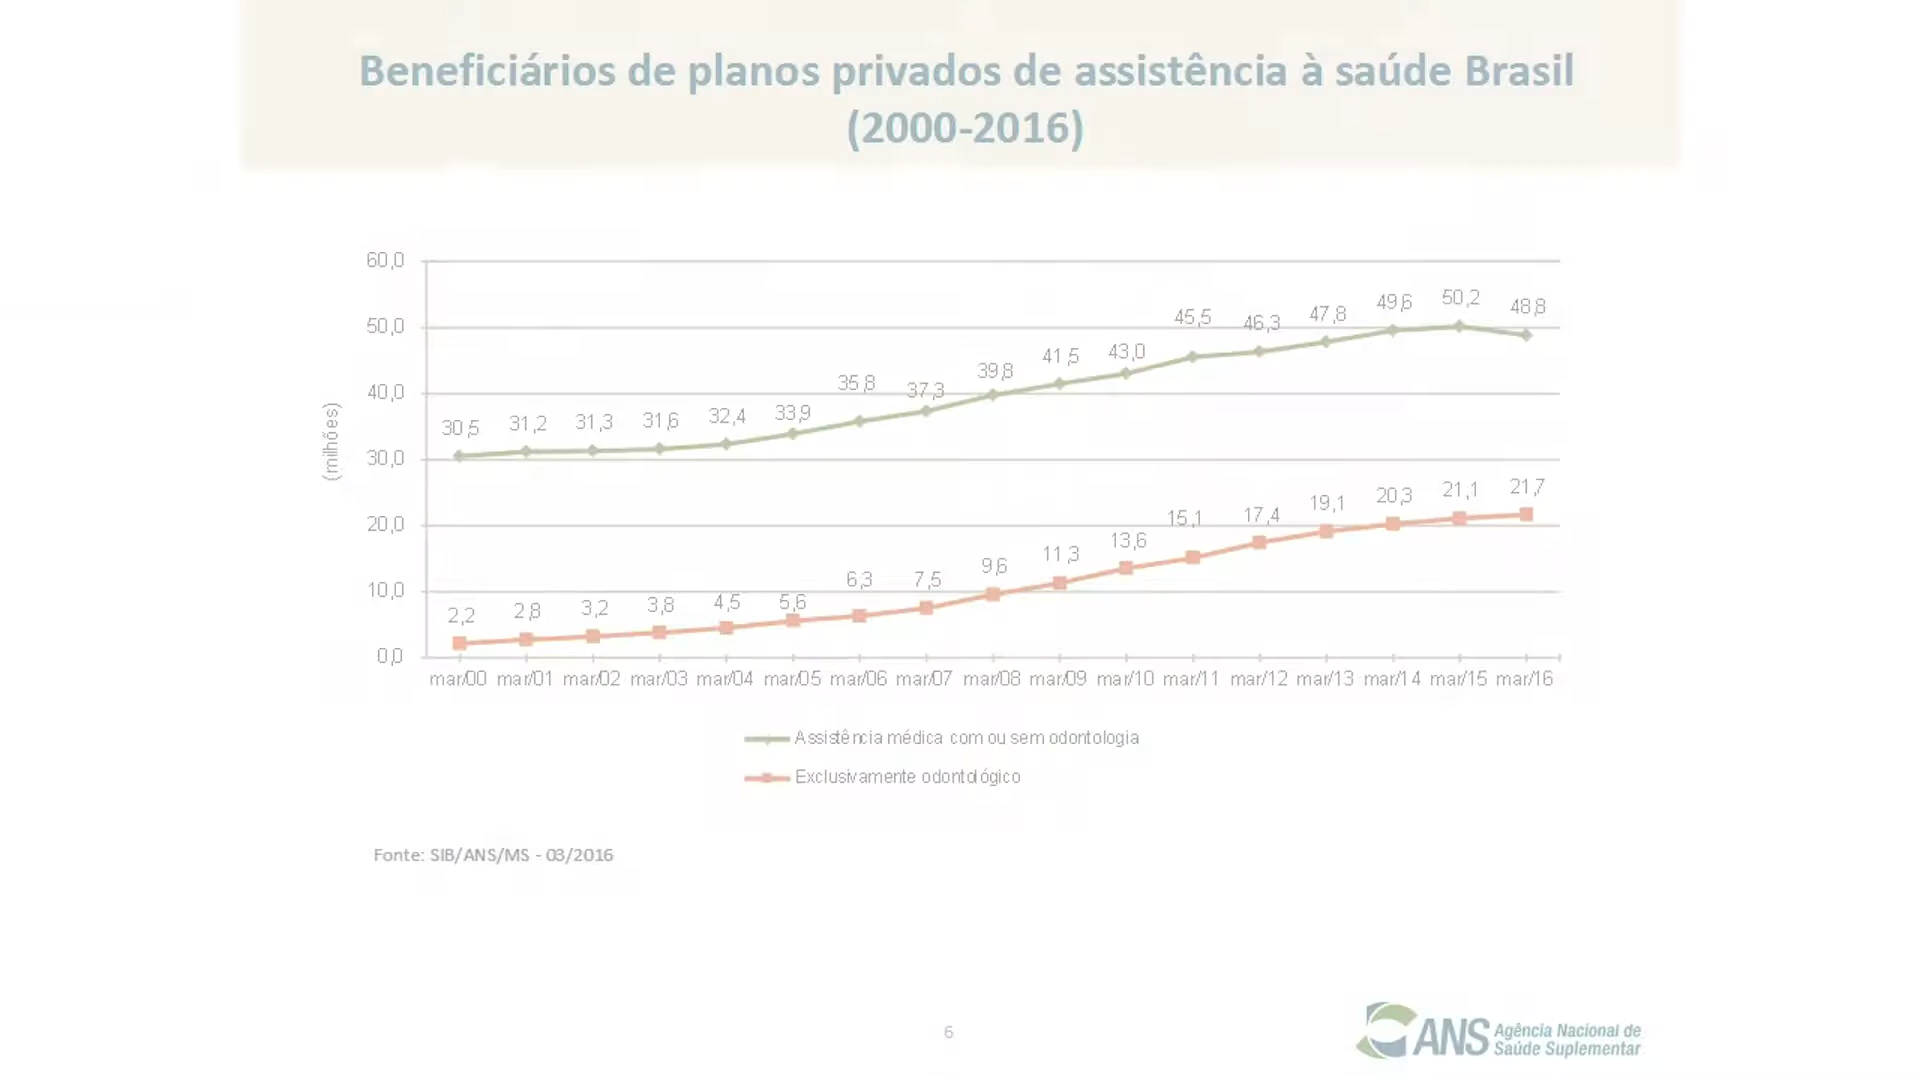 Beneficiários de planos privados de assistência à saúde Brasil
(2000-2016)
60,0
50,0
40,0
30,0
20,0
10,0
0,0
(milhões)
30,5 31,2 31,3 31,6 32,4 33,9 35,8 37,3 39,8 41,5 43,0 45,5 46,3 47,8 49,6 50,2 48,8
2,2 2,8 3,2 3,8 4,5 5,6 6,3 7,5 9,6 11,3 13,6 15,1 17,4 19,1 20,3 21,1 21,7
mar/00 mar/01 mar/02 mar/03 mar/04 mar/05 mar/06 mar/07 mar/08 mar/09 mar/10 mar/11 mar/12 mar/13 mar/14 mar/15 mar/16
Assistência médica com ou sem odontologia
Exclusivamente odontológico
Fonte: SIB/ANS/MS - 03/2016
6
ANS Agência Nacional de
Saúde Suplementar